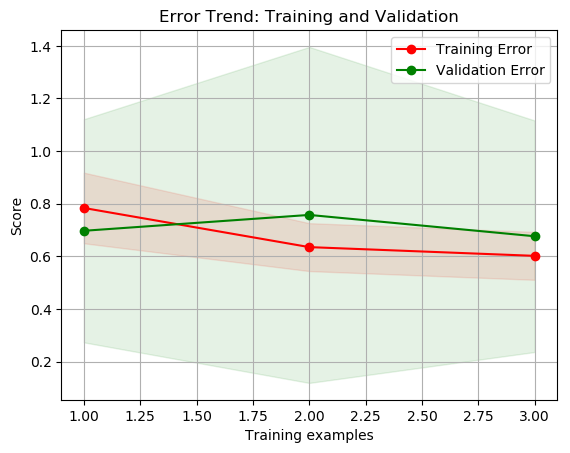 Error Trend: Training and Validation
Training Error
Validation Error
Score
1.4
1.2
1.0
0.8
0.6
0.4
0.2
1.00 1.25 1.50 1.75 2.00 2.25 2.50 2.75 3.00
Training examples